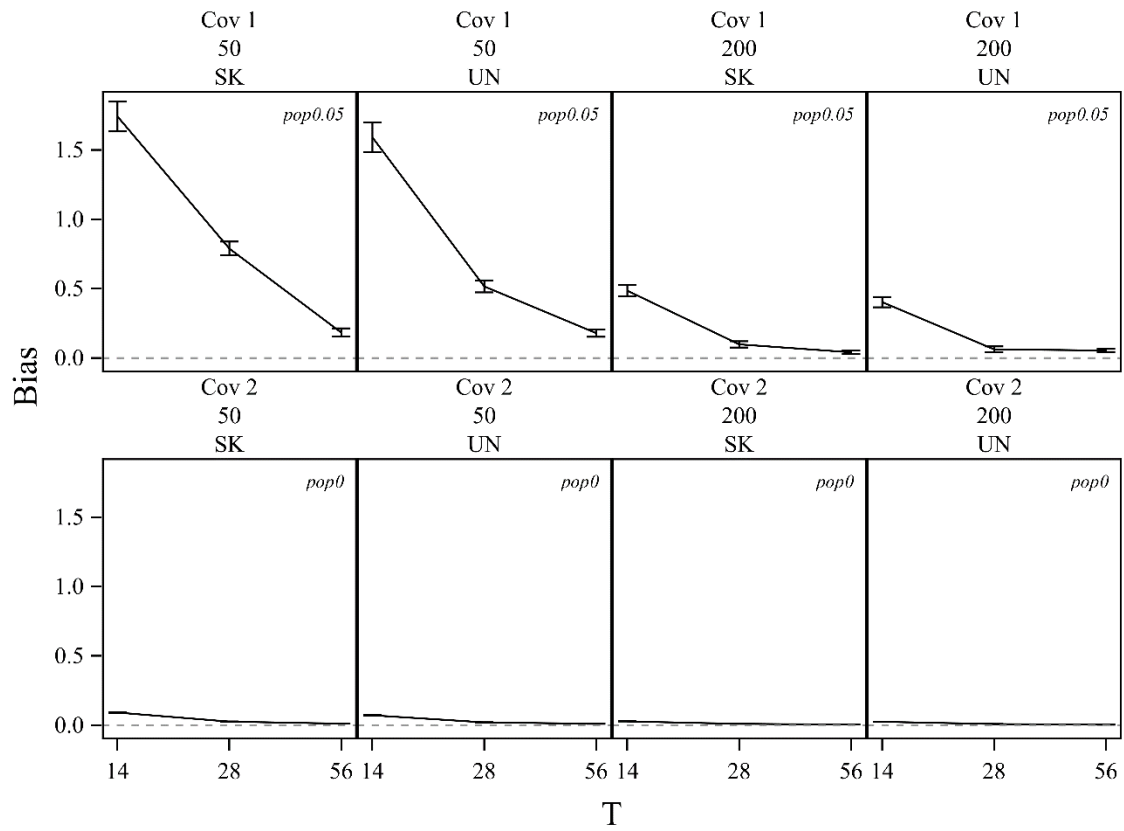 Cov 1 Cov 1 Cov 1 Cov 1
50 50 200 200
SK UN SK UN
pop0.05 pop0.05 pop0.05 pop0.05
1.5
1.0
0.5
0.0
Bias
Cov 2 Cov 2 Cov 2 Cov 2
50 50 200 200
SK UN SK UN
pop0 pop0 pop0 pop0
1.5
1.0
0.5
0.0
14 28 56 14 28 56 14 28 56 14 28 56
T